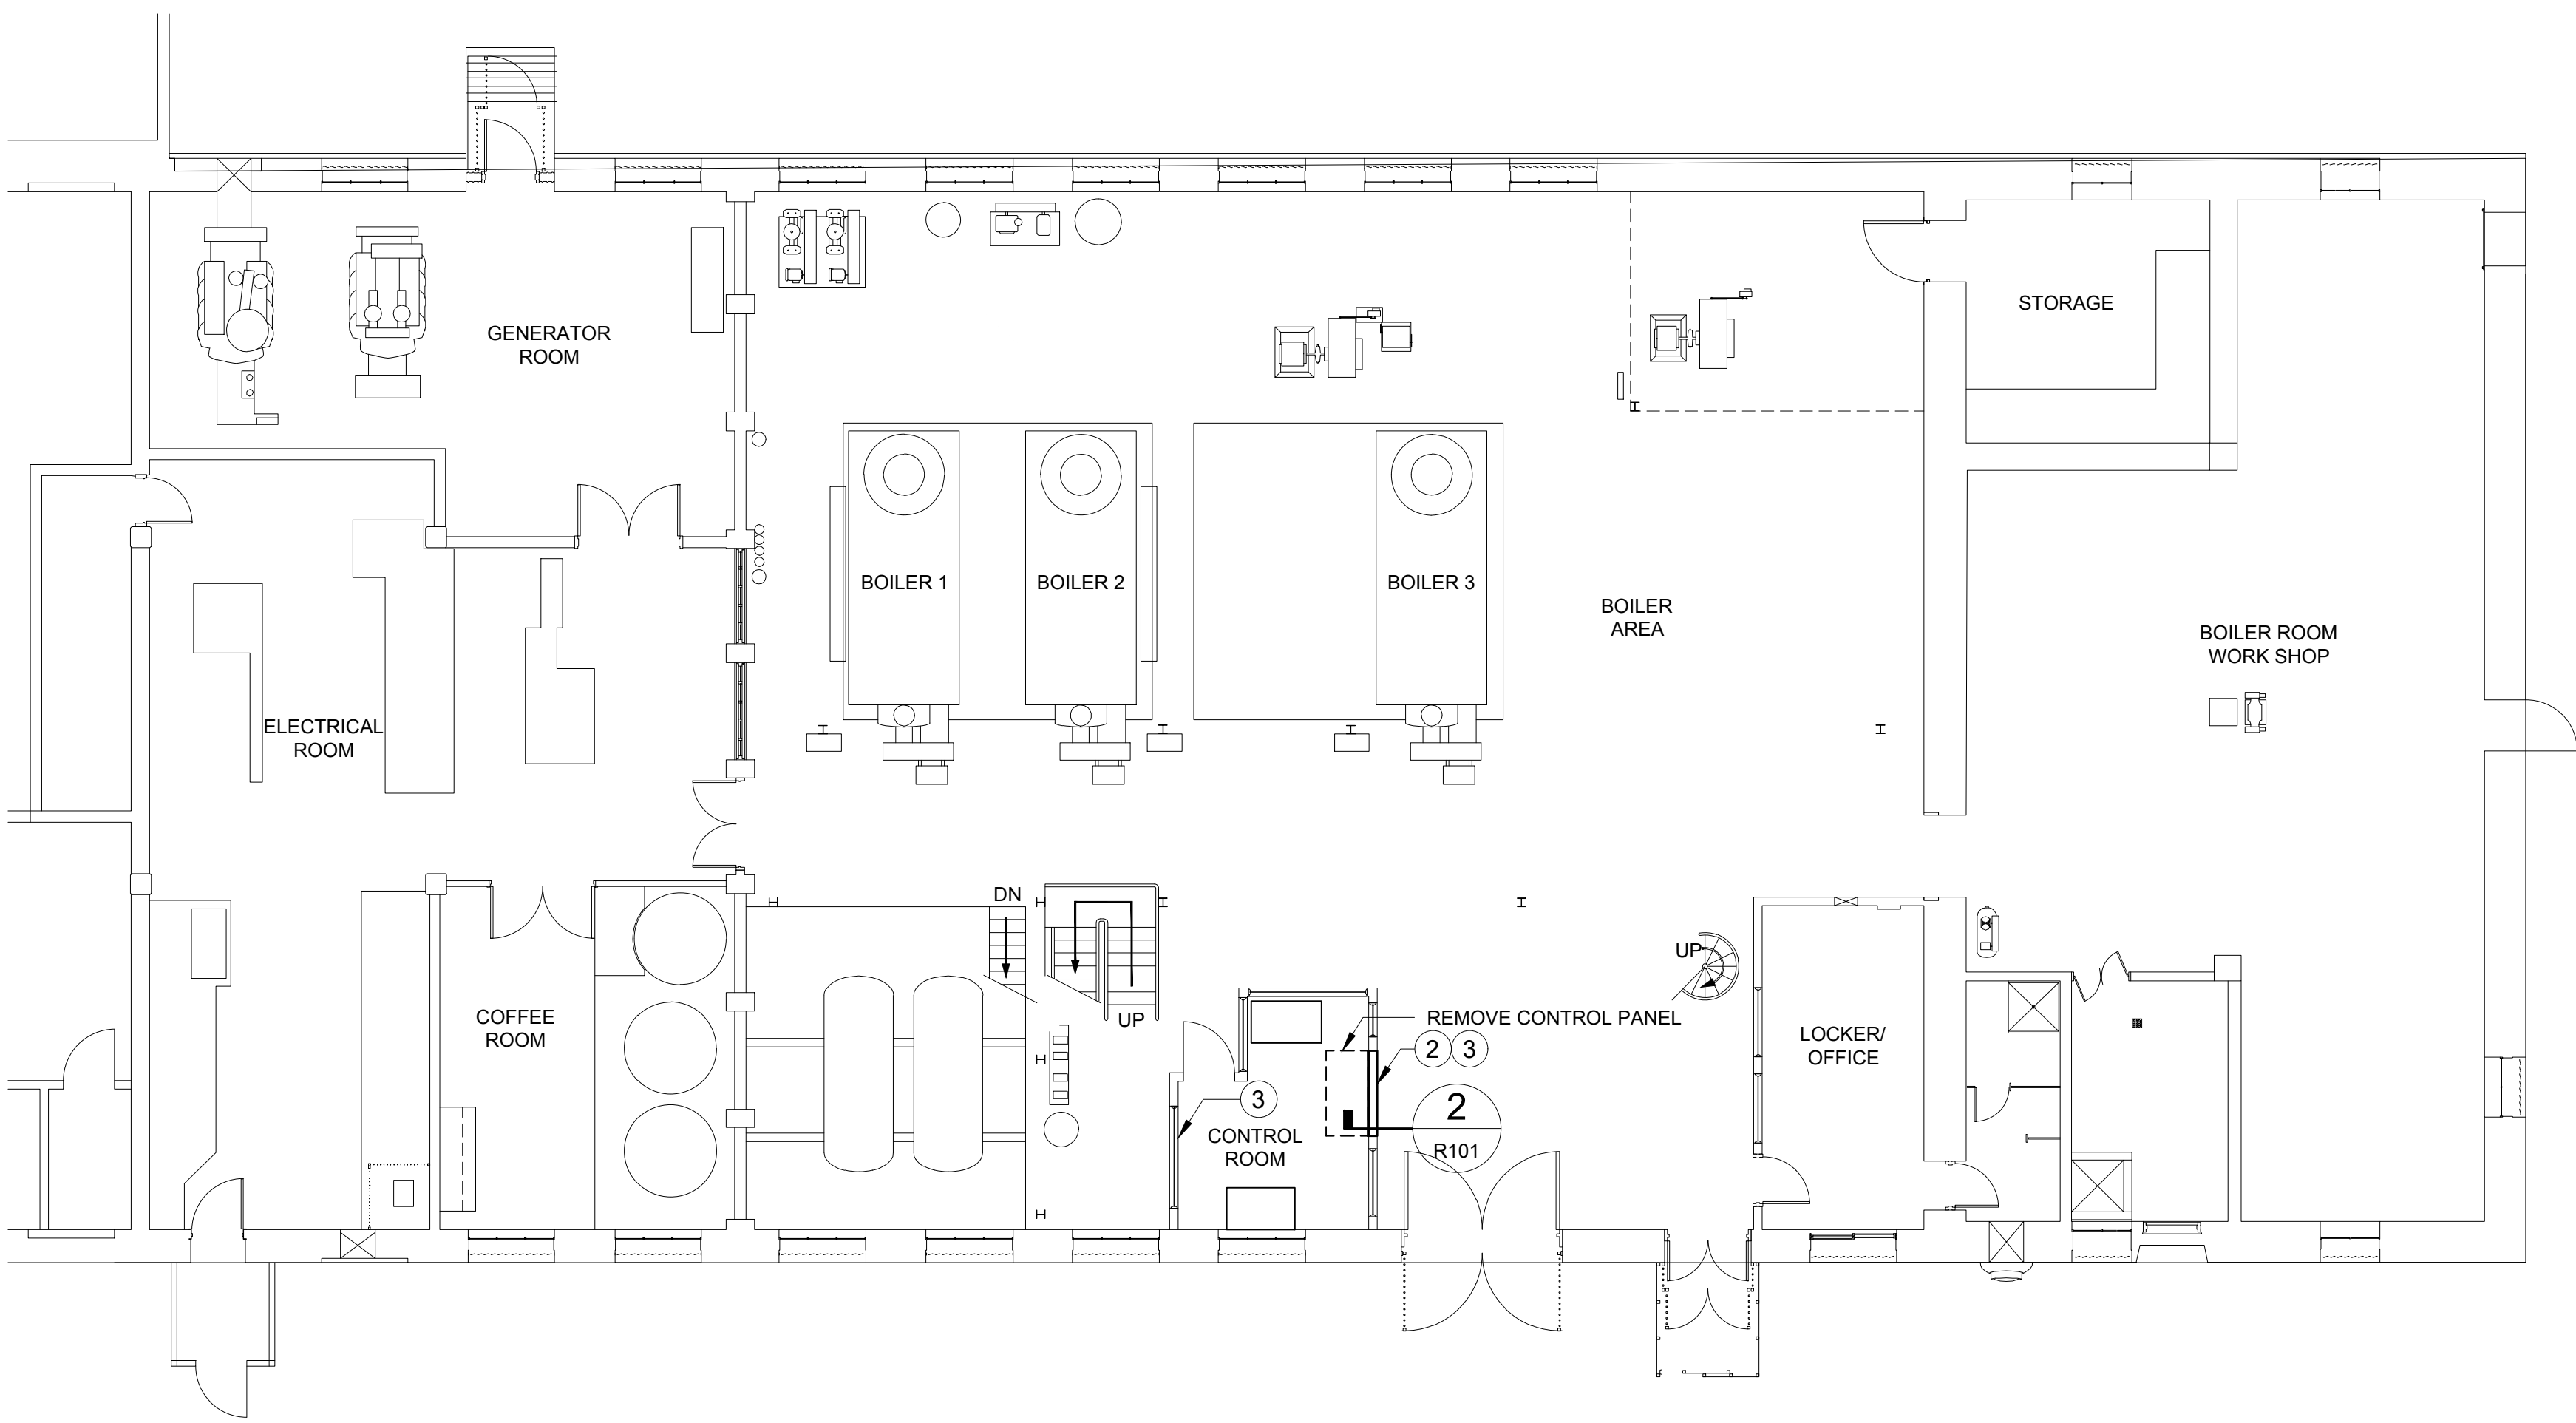 STORAGE
GENERATOR
ROOM
BOILER 1
BOILER 2
BOILER 3
BOILER
AREA
BOILER ROOM
WORK SHOP
ELECTRICAL
ROOM
DN
UP
UP
COFFEE
ROOM
REMOVE CONTROL PANEL
2
3
3
2
R101
CONTROL
ROOM
LOCKER/
OFFICE